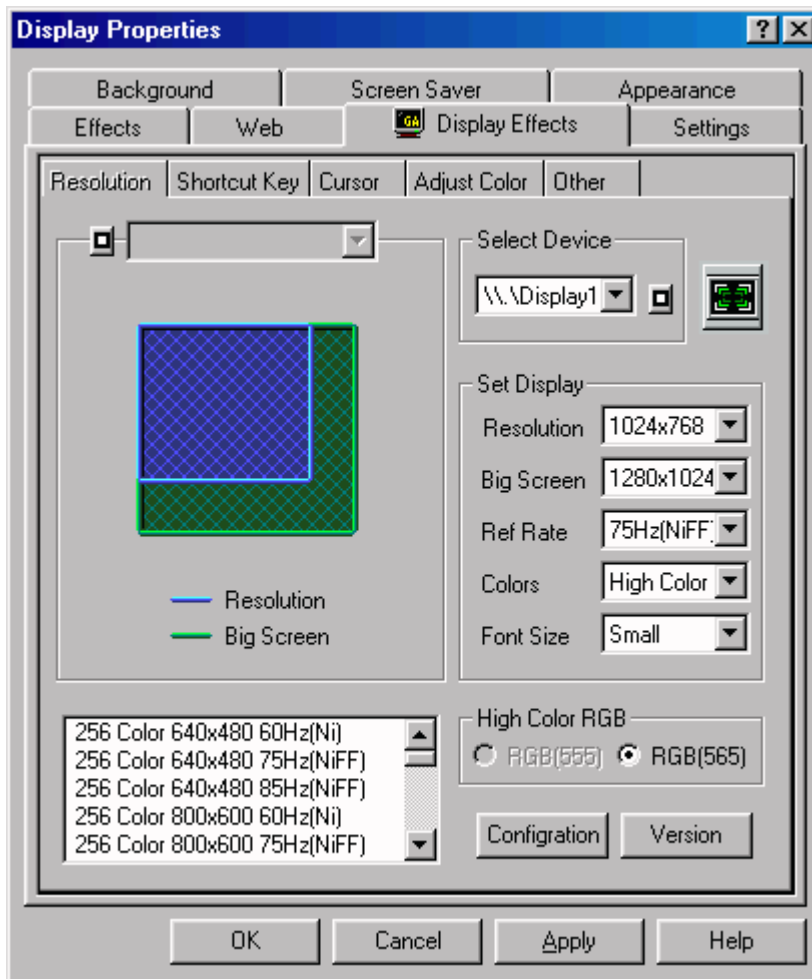 Display Properties
Background Screen Saver Appearance
Effects Web GA Display Effects Settings
Resolution Shortcut Key Cursor Adjust Color Other
Select Device
\\.\Display1
Set Display
Resolution 1024x768
Big Screen 1280x1024
Ref Rate 75Hz(NiFF)
Colors High Color
Font Size Small
Resolution
Big Screen
256 Color 640x480 60Hz(Ni)
256 Color 640x480 75Hz(NiFF)
256 Color 640x480 85Hz(NiFF)
256 Color 800x600 60Hz(Ni)
256 Color 800x600 75Hz(NiFF)
High Color RGB
RGB(555) RGB(565)
Configration Version
OK Cancel Apply Help